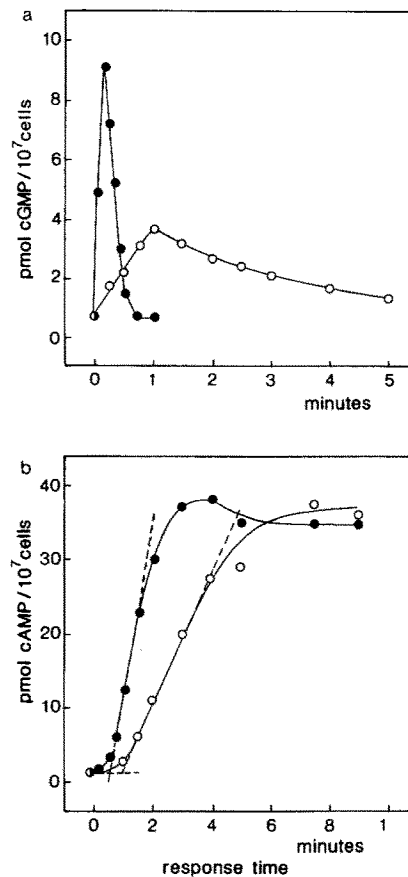 a
10
8
6
4
2
0
pmol cGMP/10⁷cells
0 1 2 3 4 5
minutes
σ
40
30
20
10
0
pmol cAMP/10⁷cells
0 2 4 6 8 1
minutes
response time